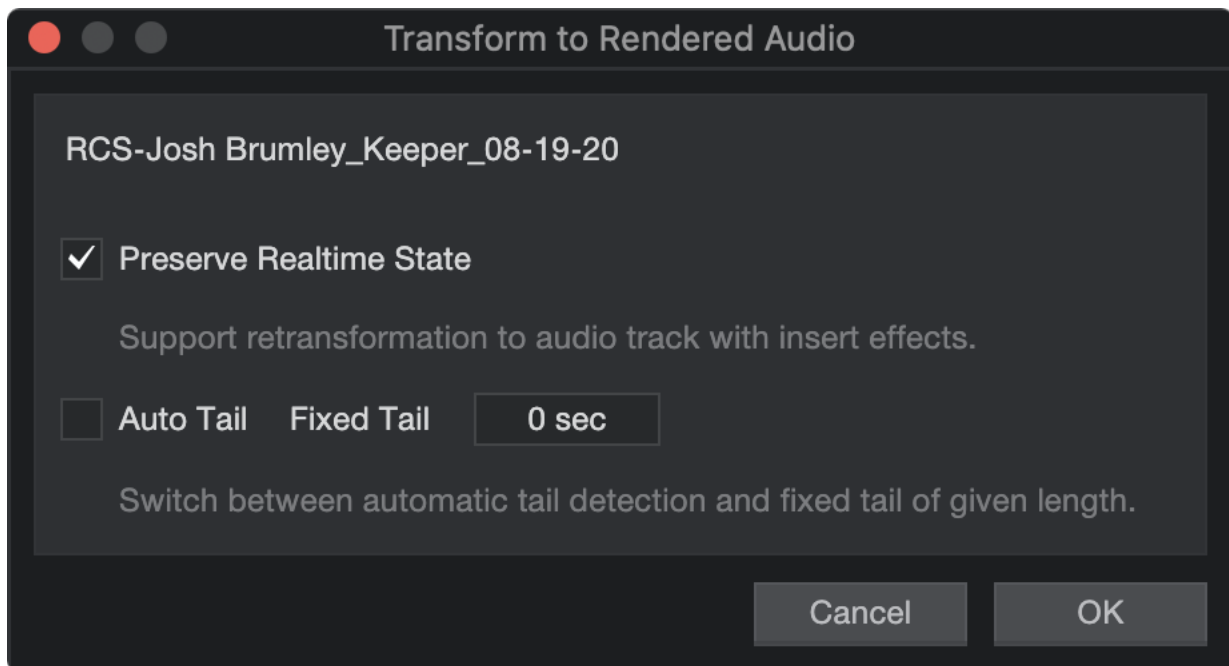 Transform to Rendered Audio
RCS-Josh Brumley_Keeper_08-19-20
Preserve Realtime State
Support retransformation to audio track with insert effects.
Auto Tail Fixed Tail 0 sec
Switch between automatic tail detection and fixed tail of given length.
Cancel OK